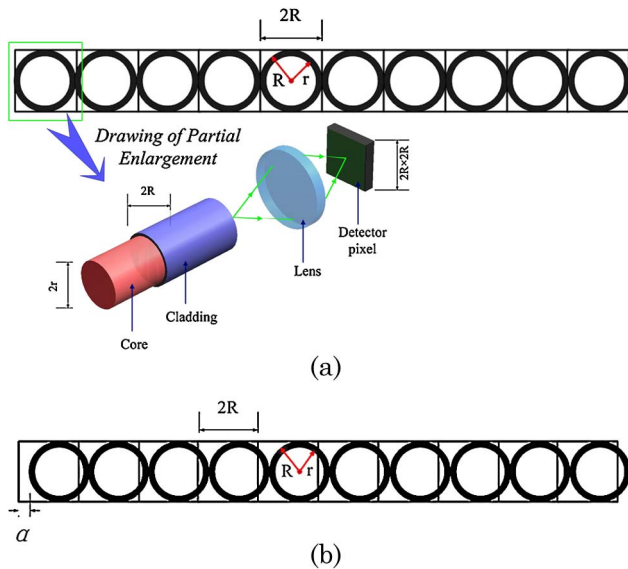 2R
R
r
Drawing of Partial
Enlargement
2R
2R×2R
Detector
pixel
Lens
2r
Cladding
Core
(a)
2R
R
r
α
(b)